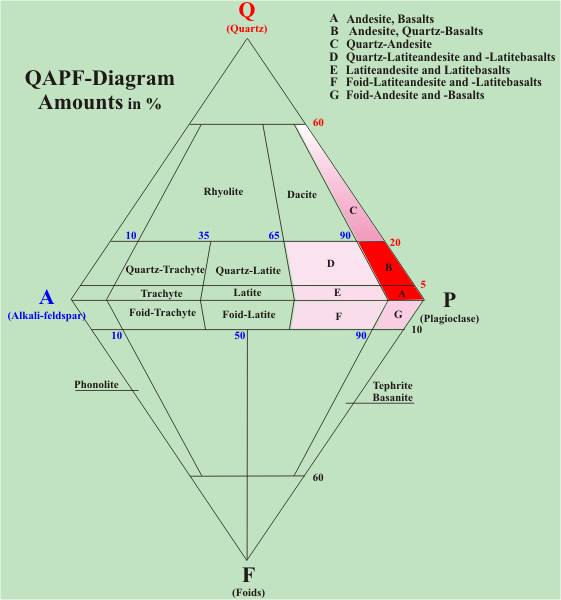 Q
(Quartz)
A Andesite, Basalts
B Andesite, Quartz-Basalts
C Quartz-Andesite
D Quartz-Latiteandesite and -Latitebasalts
E Latiteandesite and Latitebasalts
F Foid-Latiteandesite and -Latitebasalts
G Foid-Andesite and -Basalts
QAPF-Diagram
Amounts in %
60
Rhyolite
Dacite
C
10 35 65 90
20
Quartz-Trachyte
Quartz-Latite
D
B
5
Trachyte
Latite
E
A
A
(Alkali-feldspar)
P
(Plagioclase)
Foid-Trachyte
Foid-Latite
F
G
10
10 50 90
Phonolite
Tephrite
Basanite
60
F
(Foids)